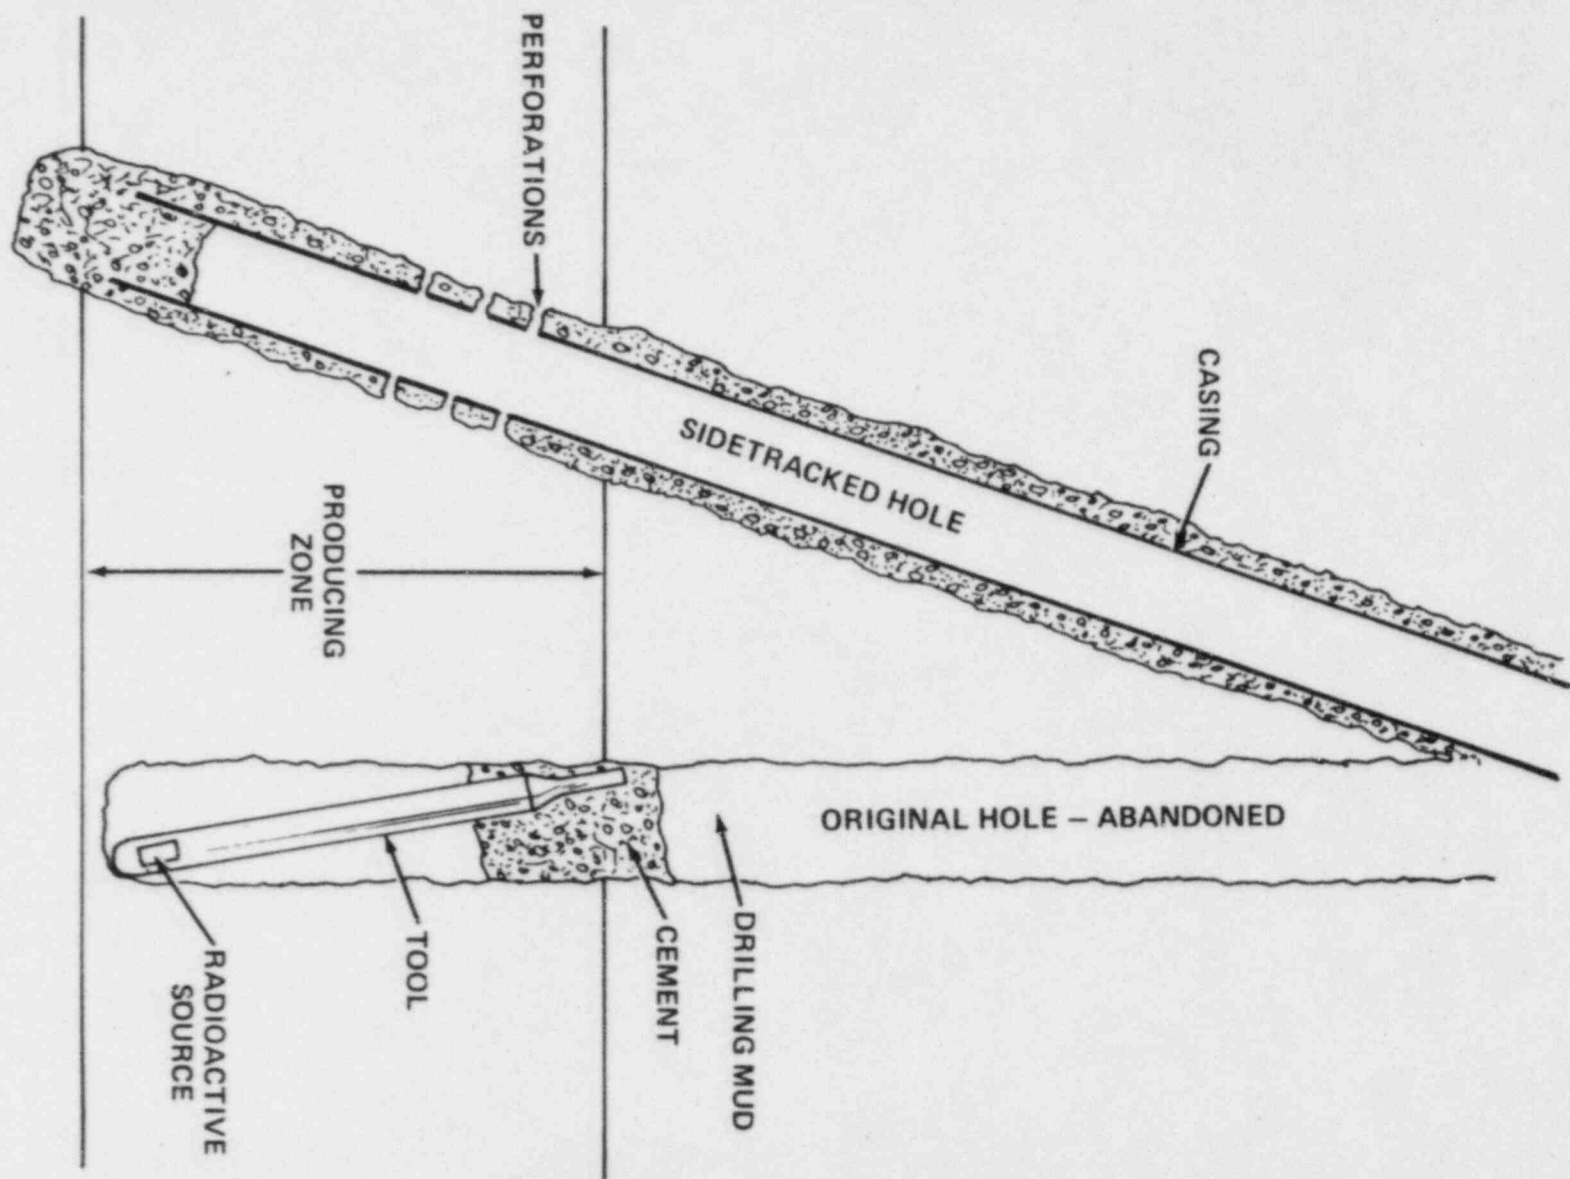 PERFORATIONS
CASING
SIDETRACKED HOLE
PRODUCING
ZONE
ORIGINAL HOLE – ABANDONED
DRILLING MUD
CEMENT
TOOL
RADIOACTIVE
SOURCE